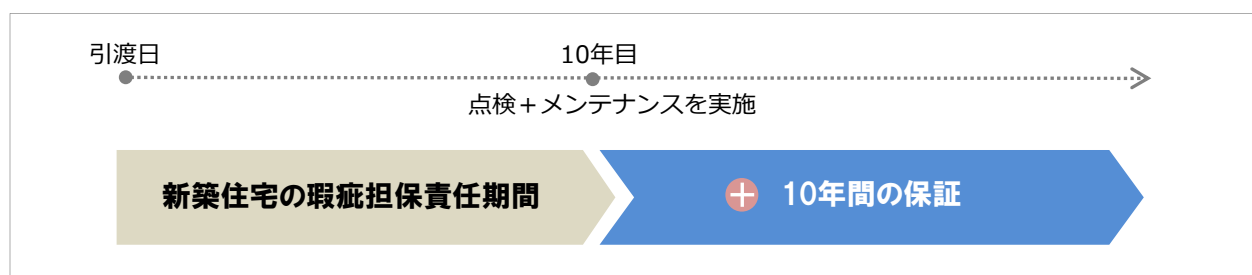 引渡日
10年目
点検＋メンテナンスを実施
新築住宅の瑕疵担保責任期間
＋ 10年間の保証